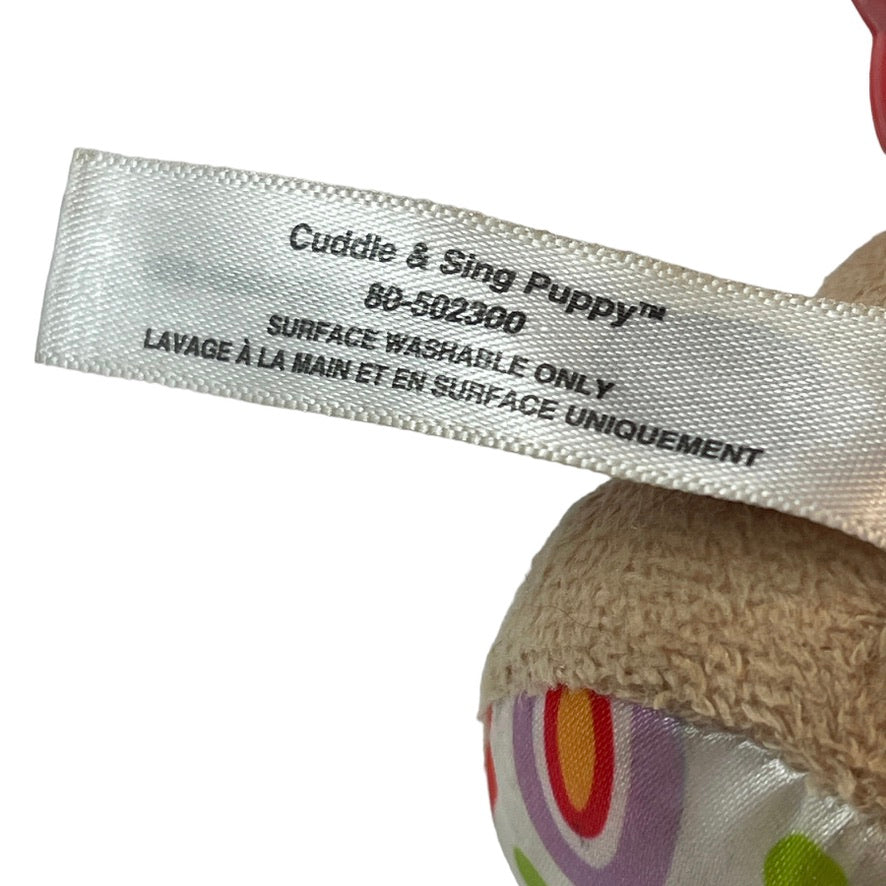 Cuddle & Sing Puppy™
80-502300
SURFACE WASHABLE ONLY
LAVAGE À LA MAIN ET EN SURFACE UNIQUEMENT